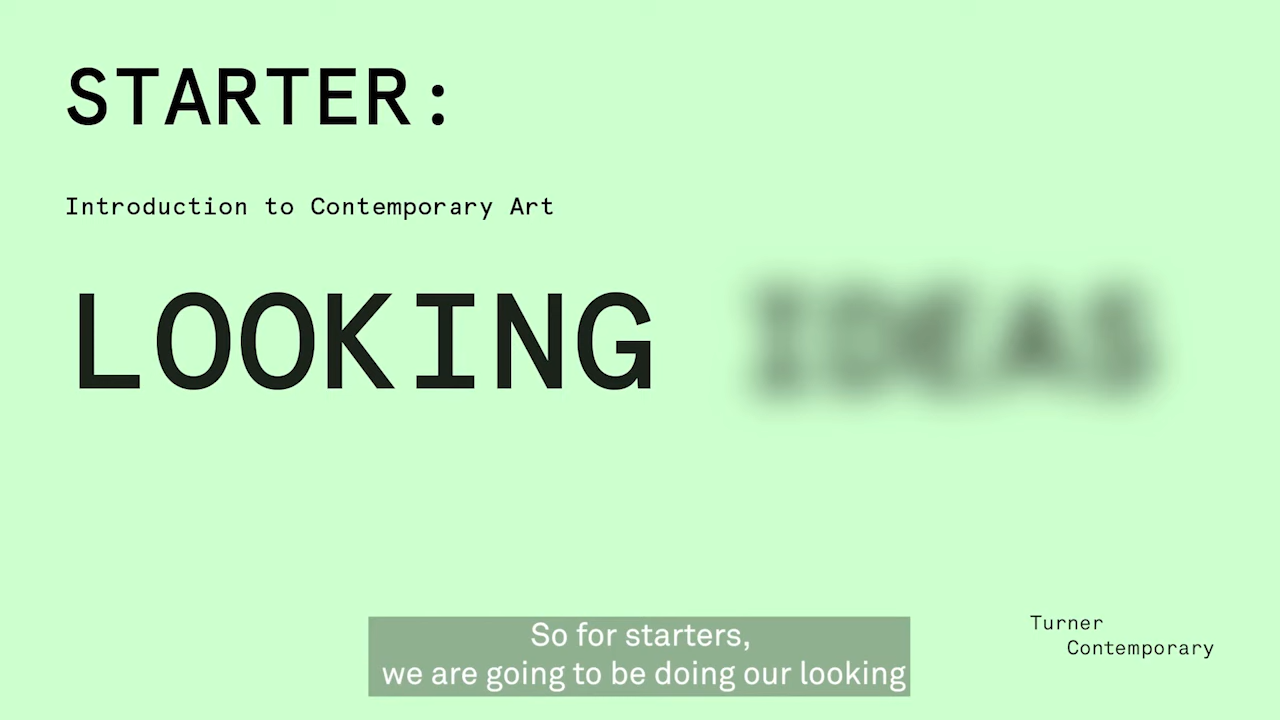 STARTER:
Introduction to Contemporary Art
LOOKING IDEAS
So for starters,
we are going to be doing our looking
Turner
Contemporary